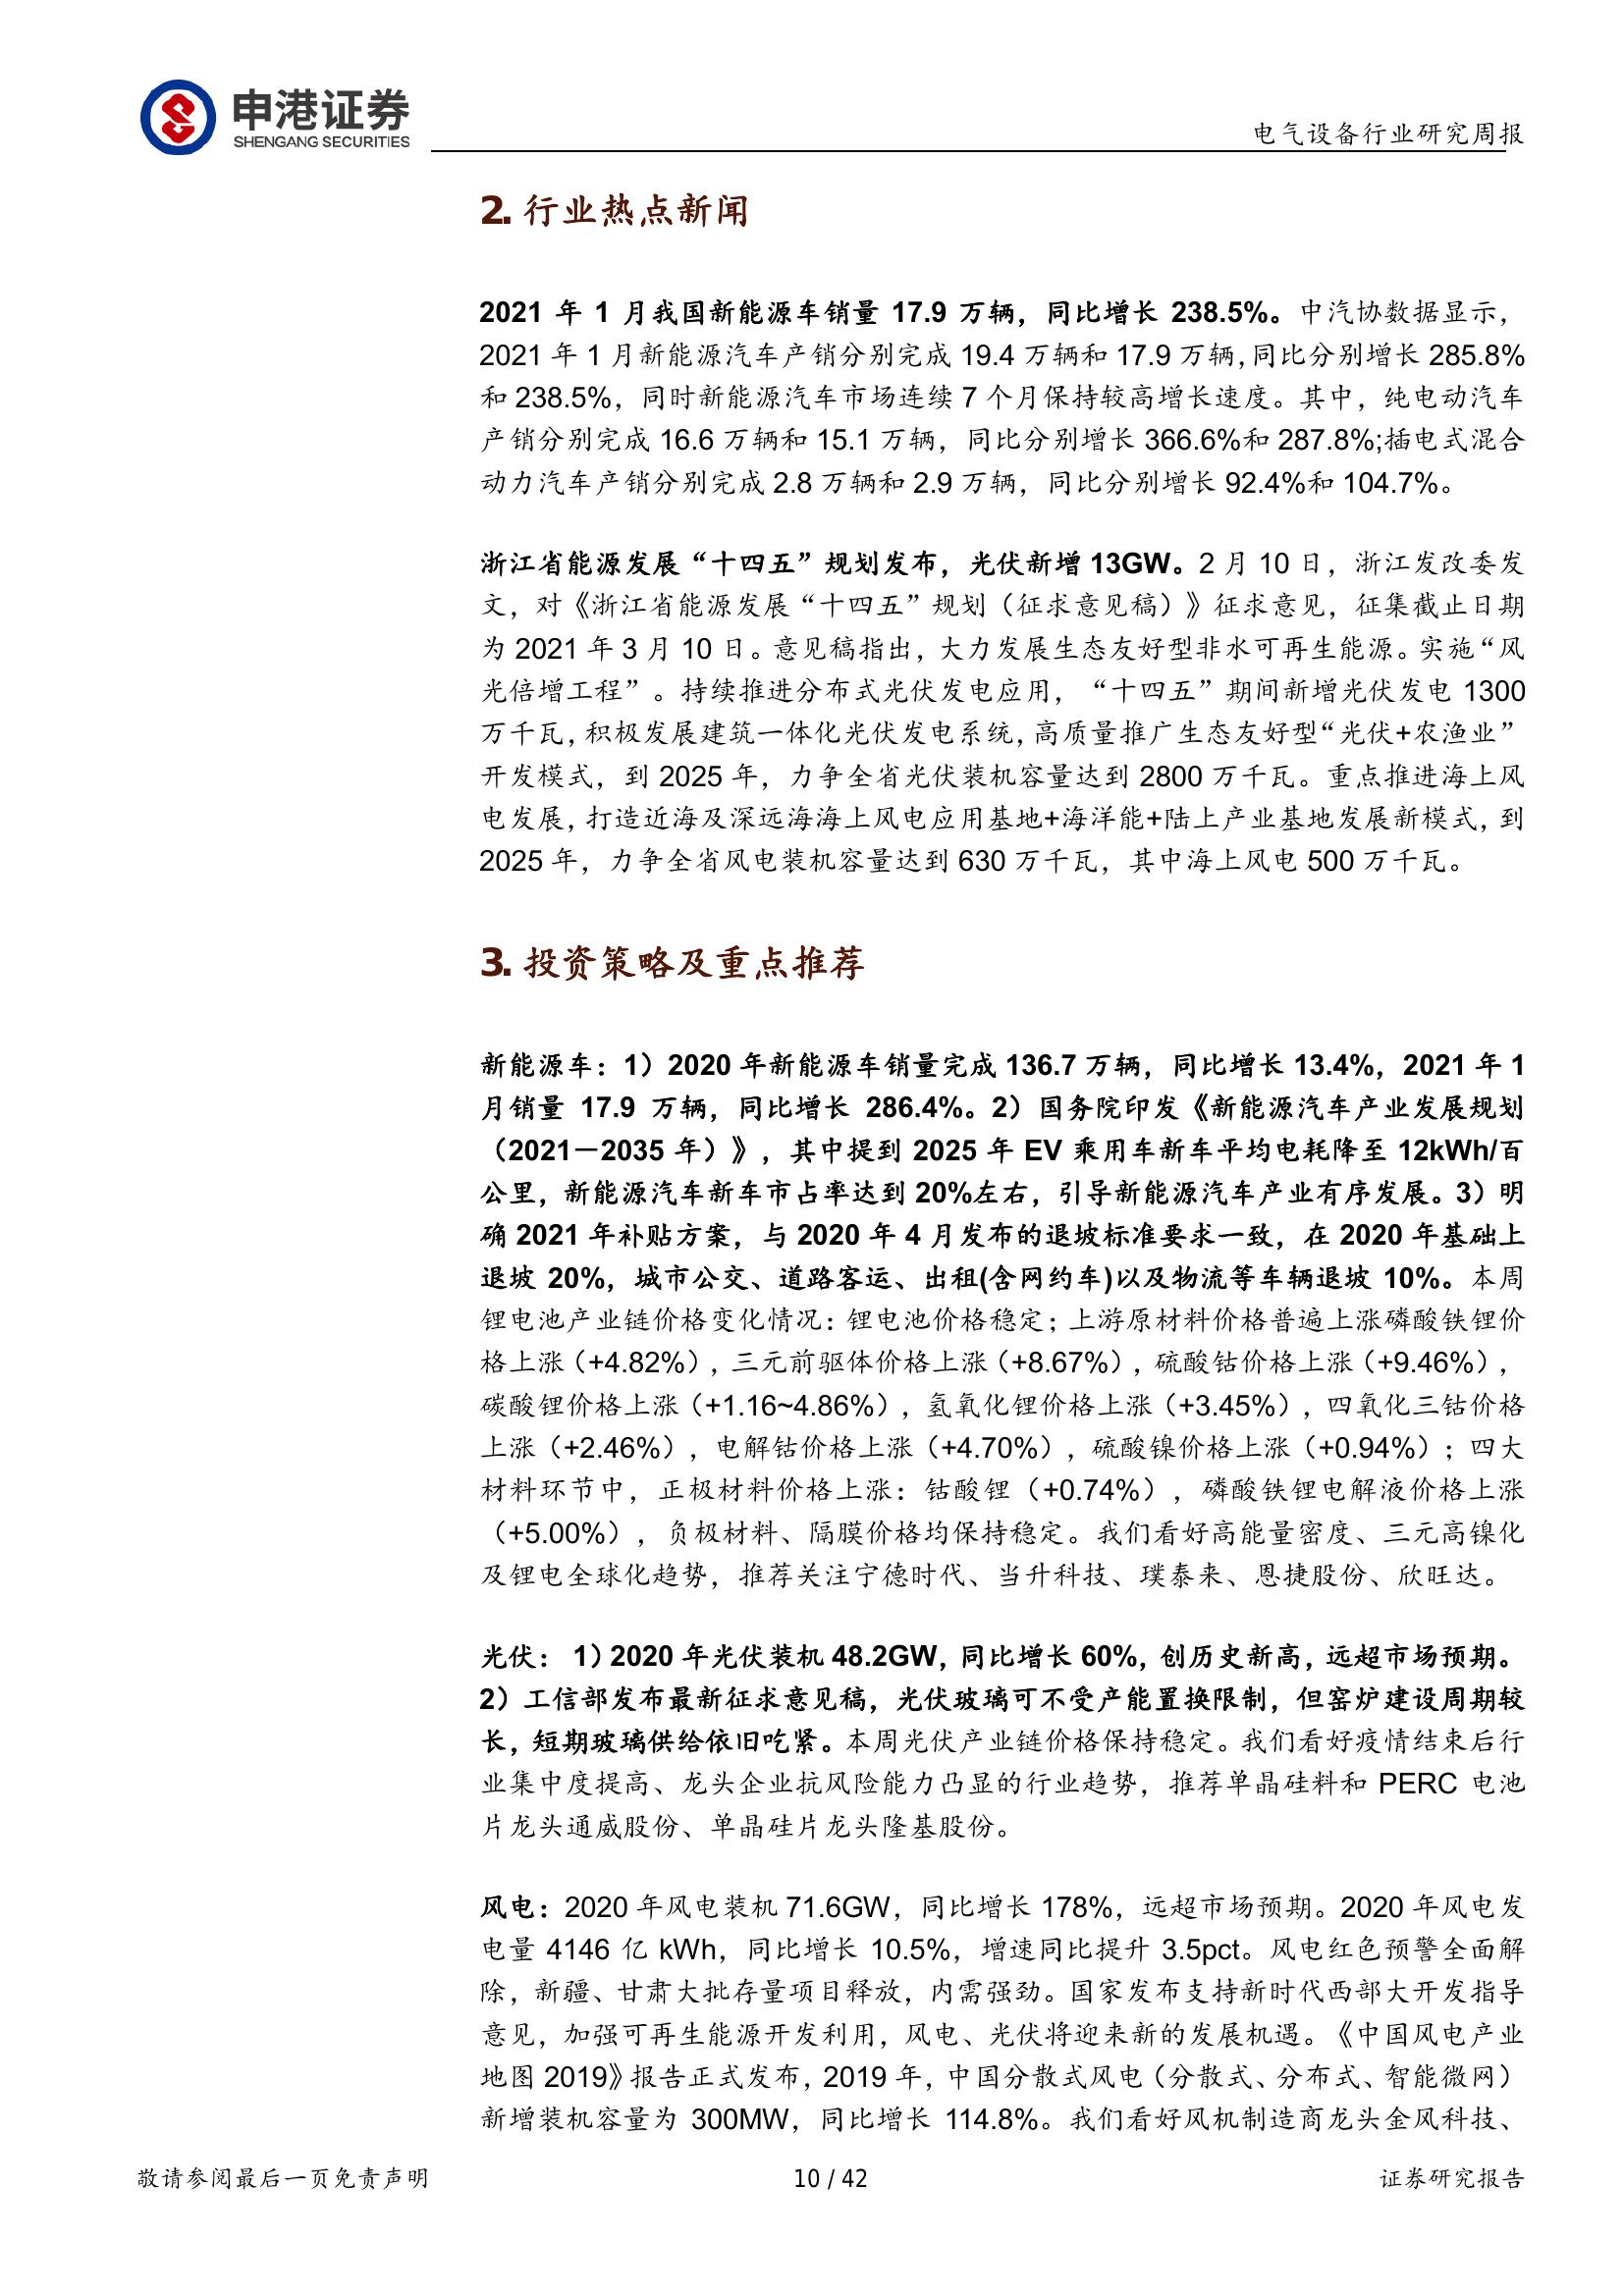 申港证券
SHENGANG SECURITIES
电气设备行业研究周报
2. 行业热点新闻
2021 年 1 月我国新能源车销量 17.9 万辆，同比增长 238.5%。中汽协数据显示，
2021 年 1 月新能源汽车产销分别完成 19.4 万辆和 17.9 万辆,同比分别增长 285.8%
和 238.5%，同时新能源汽车市场连续 7 个月保持较高增长速度。其中，纯电动汽车
产销分别完成 16.6 万辆和 15.1 万辆，同比分别增长 366.6%和 287.8%;插电式混合
动力汽车产销分别完成 2.8 万辆和 2.9 万辆，同比分别增长 92.4%和 104.7%。
浙江省能源发展“十四五”规划发布，光伏新增 13GW。2 月 10 日，浙江发改委发
文，对《浙江省能源发展“十四五”规划（征求意见稿）》征求意见，征集截止日期
为 2021 年 3 月 10 日。意见稿指出，大力发展生态友好型非水可再生能源。实施“风
光倍增工程”。持续推进分布式光伏发电应用，“十四五”期间新增光伏发电 1300
万千瓦，积极发展建筑一体化光伏发电系统，高质量推广生态友好型“光伏+农渔业”
开发模式，到 2025 年，力争全省光伏装机容量达到 2800 万千瓦。重点推进海上风
电发展，打造近海及深远海海上风电应用基地+海洋能+陆上产业基地发展新模式，到
2025 年，力争全省风电装机容量达到 630 万千瓦，其中海上风电 500 万千瓦。
3. 投资策略及重点推荐
新能源车：1）2020 年新能源车销量完成 136.7 万辆，同比增长 13.4%，2021 年 1
月销量 17.9 万辆，同比增长 286.4%。2）国务院印发《新能源汽车产业发展规划
（2021－2035 年）》，其中提到 2025 年 EV 乘用车新车平均电耗降至 12kWh/百
公里，新能源汽车新车市占率达到 20%左右，引导新能源汽车产业有序发展。3）明
确 2021 年补贴方案，与 2020 年 4 月发布的退坡标准要求一致，在 2020 年基础上
退坡 20%，城市公交、道路客运、出租(含网约车)以及物流等车辆退坡 10%。本周
锂电池产业链价格变化情况：锂电池价格稳定；上游原材料价格普遍上涨磷酸铁锂价
格上涨（+4.82%），三元前驱体价格上涨（+8.67%），硫酸钴价格上涨（+9.46%），
碳酸锂价格上涨（+1.16~4.86%），氢氧化锂价格上涨（+3.45%），四氧化三钴价格
上涨（+2.46%），电解钴价格上涨（+4.70%），硫酸镍价格上涨（+0.94%）；四大
材料环节中，正极材料价格上涨：钴酸锂（+0.74%），磷酸铁锂电解液价格上涨
（+5.00%），负极材料、隔膜价格均保持稳定。我们看好高能量密度、三元高镍化
及锂电全球化趋势，推荐关注宁德时代、当升科技、璞泰来、恩捷股份、欣旺达。
光伏： 1）2020 年光伏装机 48.2GW，同比增长 60%，创历史新高，远超市场预期。
2）工信部发布最新征求意见稿，光伏玻璃可不受产能置换限制，但窑炉建设周期较
长，短期玻璃供给依旧吃紧。本周光伏产业链价格保持稳定。我们看好疫情结束后行
业集中度提高、龙头企业抗风险能力凸显的行业趋势，推荐单晶硅料和 PERC 电池
片龙头通威股份、单晶硅片龙头隆基股份。
风电：2020 年风电装机 71.6GW，同比增长 178%，远超市场预期。2020 年风电发
电量 4146 亿 kWh，同比增长 10.5%，增速同比提升 3.5pct。风电红色预警全面解
除，新疆、甘肃大批存量项目释放，内需强劲。国家发布支持新时代西部大开发指导
意见，加强可再生能源开发利用，风电、光伏将迎来新的发展机遇。《中国风电产业
地图 2019》报告正式发布，2019 年，中国分散式风电（分散式、分布式、智能微网）
新增装机容量为 300MW，同比增长 114.8%。我们看好风机制造商龙头金风科技、
敬请参阅最后一页免责声明
10 / 42
证券研究报告